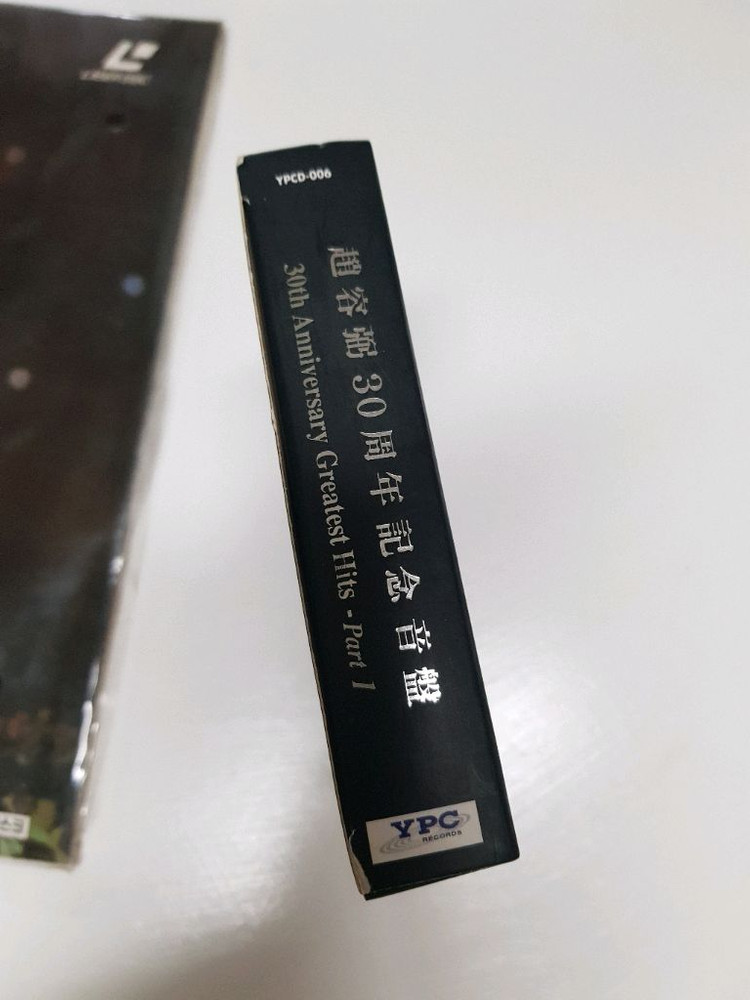 YPCD-006
趙容弼 30周年記念 音盤
30th Anniversary Greatest Hits - Part 1
YPC
RECORDS